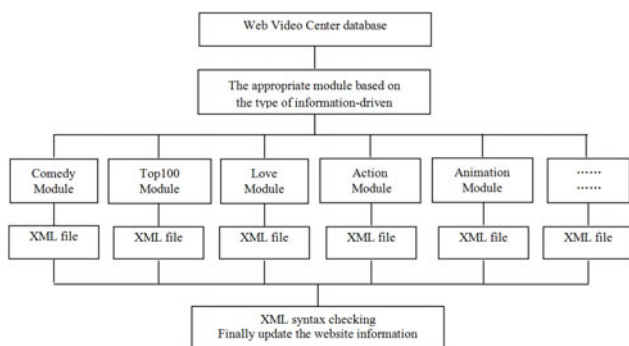 Web Video Center database
The appropriate module based on
the type of information-driven
Comedy
Module
Top100
Module
Love
Module
Action
Module
Animation
Module
……
……
XML file
XML file
XML file
XML file
XML file
XML file
XML syntax checking
Finally update the website information